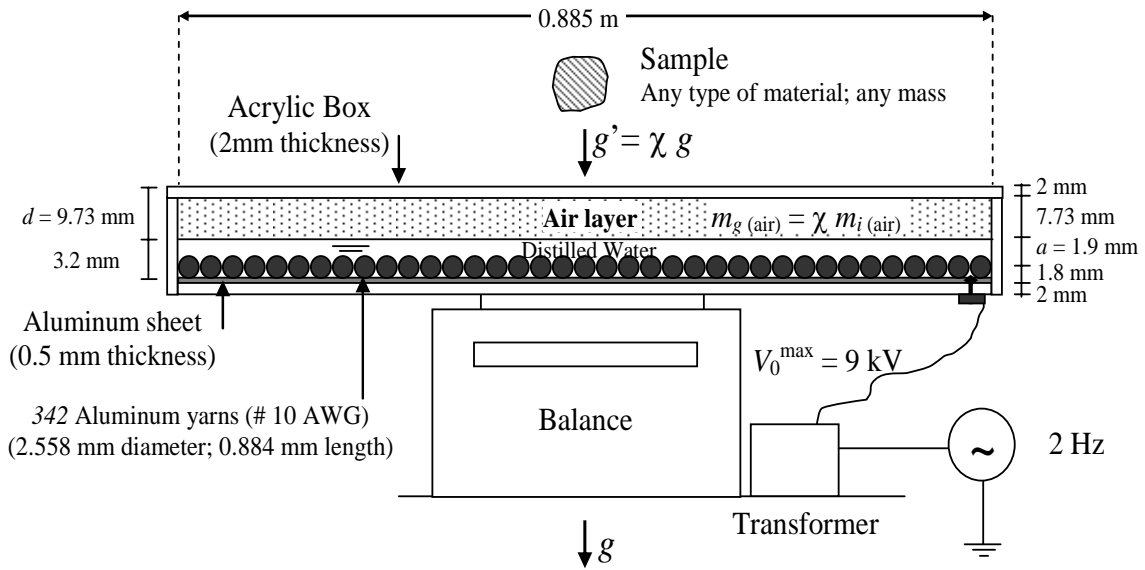 0.885 m
Sample
Any type of material; any mass
Acrylic Box
(2mm thickness)
g’ = χ g
2 mm
d = 9.73 mm
Air layer
m g (air) = χ m i (air)
7.73 mm
Distilled Water
a = 1.9 mm
3.2 mm
1.8 mm
2 mm
Aluminum sheet
(0.5 mm thickness)
V0 max = 9 kV
342 Aluminum yarns (# 10 AWG)
(2.558 mm diameter; 0.884 mm length)
Balance
~
2 Hz
Transformer
g